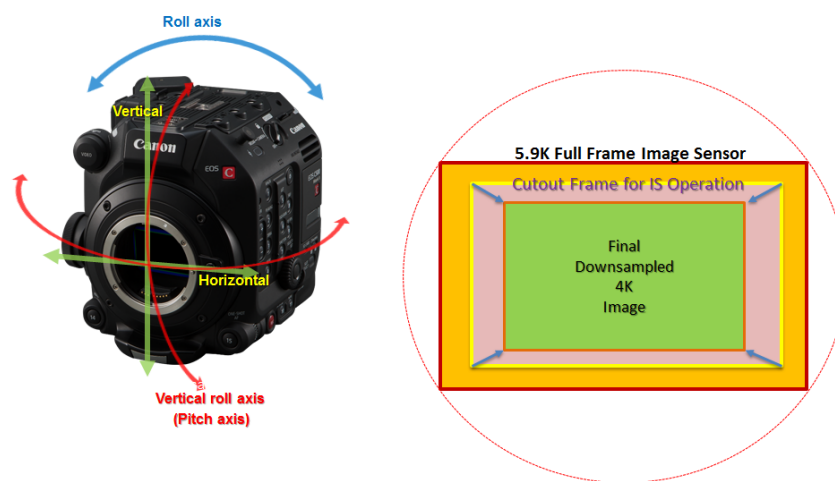 Roll axis
Vertical
Canon
EOS C
Canon
Horizontal
Vertical roll axis
(Pitch axis)
5.9K Full Frame Image Sensor
Cutout Frame for IS Operation
Final
Downsampled
4K
Image